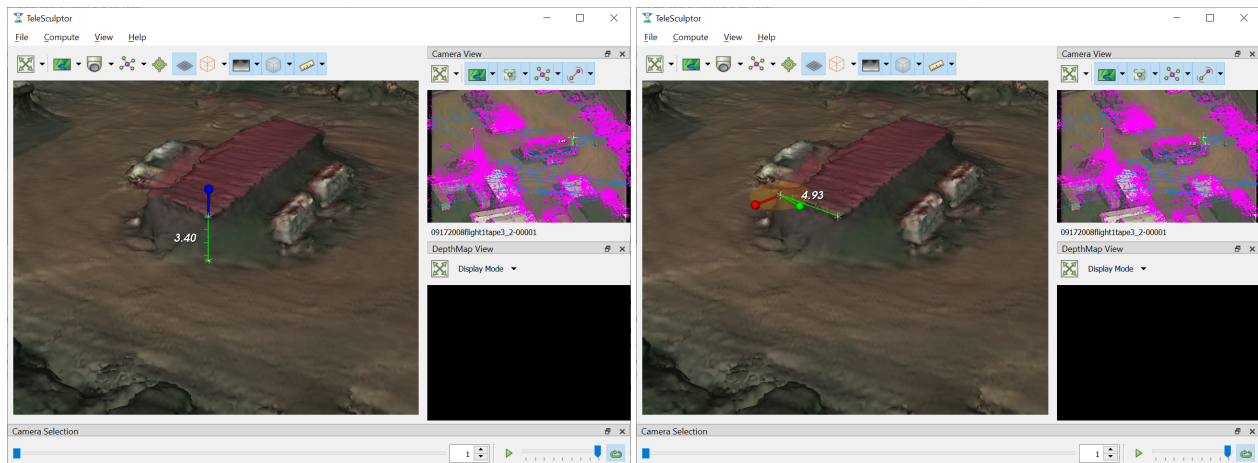 TeleSculptor
File Compute View Help
Camera View
3.40
09172008flight1tape3_2-00001
DepthMap View
Display Mode
Camera Selection
1
TeleSculptor
File Compute View Help
Camera View
4.93
09172008flight1tape3_2-00001
DepthMap View
Display Mode
Camera Selection
1